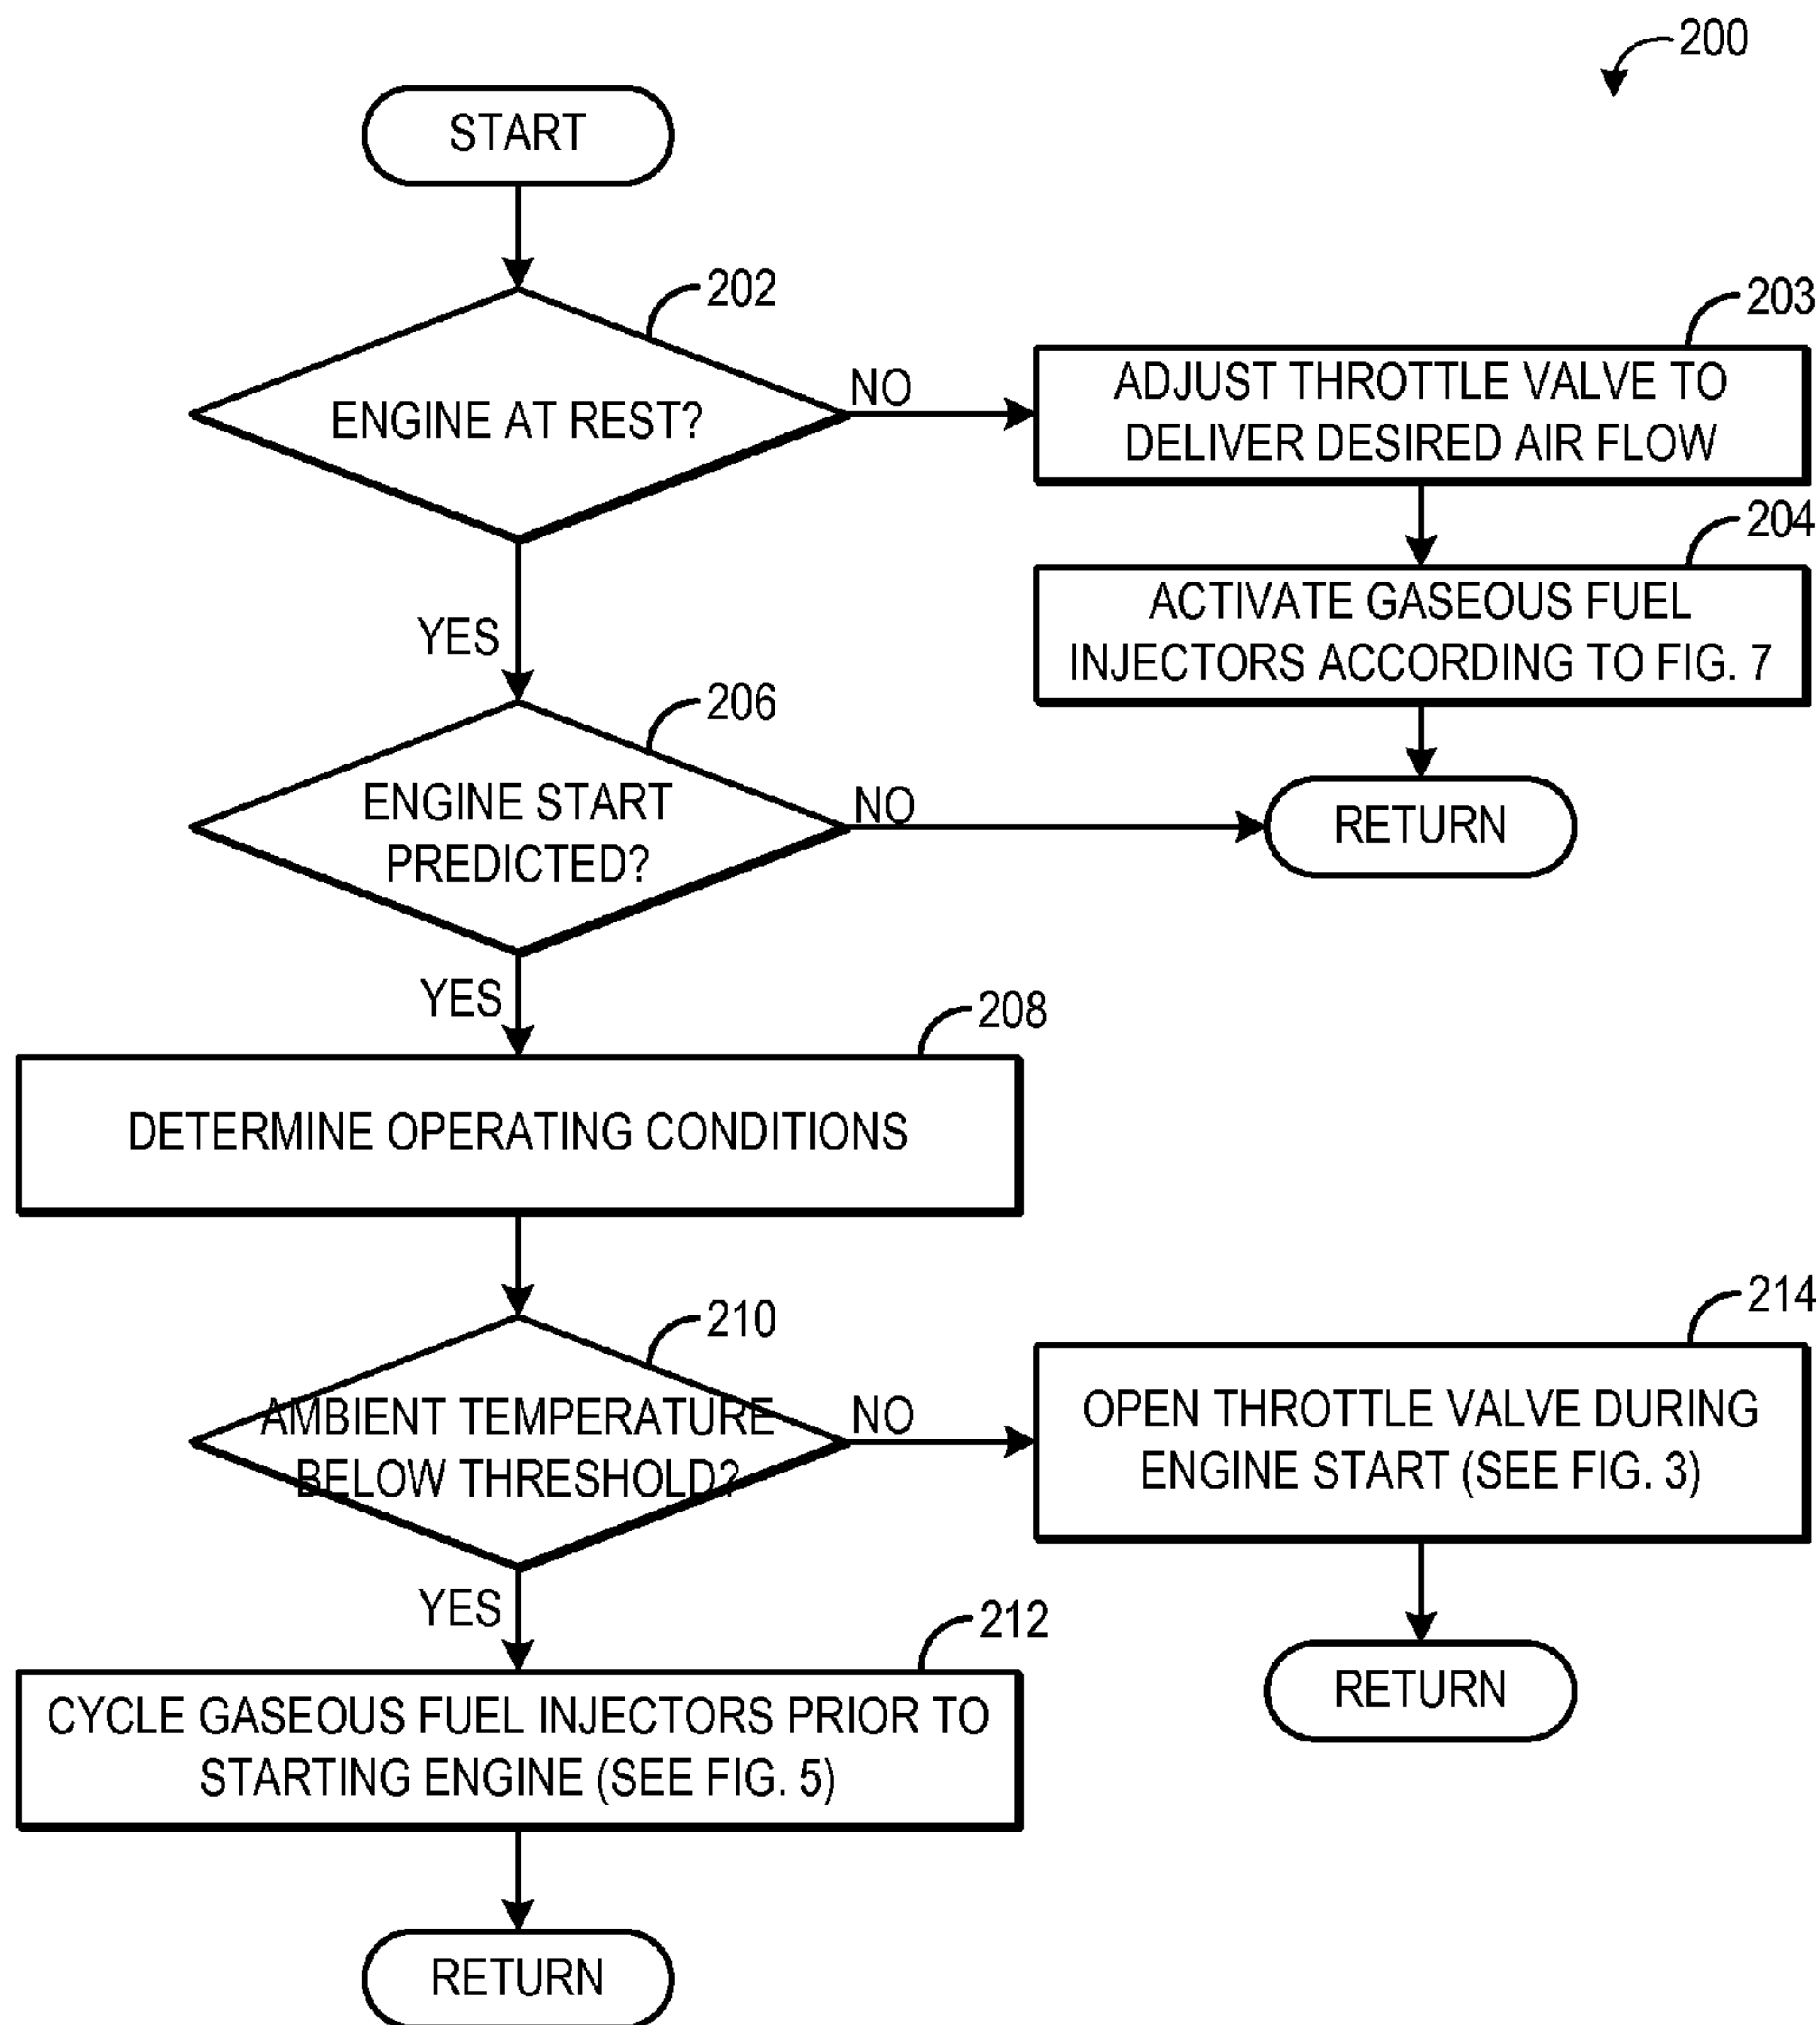 200
START
202
ENGINE AT REST?
NO
YES
203
ADJUST THROTTLE VALVE TO
DELIVER DESIRED AIR FLOW
204
ACTIVATE GASEOUS FUEL
INJECTORS ACCORDING TO FIG. 7
206
ENGINE START
PREDICTED?
NO
RETURN
YES
208
DETERMINE OPERATING CONDITIONS
210
AMBIENT TEMPERATURE
BELOW THRESHOLD?
NO
214
OPEN THROTTLE VALVE DURING
ENGINE START (SEE FIG. 3)
RETURN
YES
212
CYCLE GASEOUS FUEL INJECTORS PRIOR TO
STARTING ENGINE (SEE FIG. 5)
RETURN